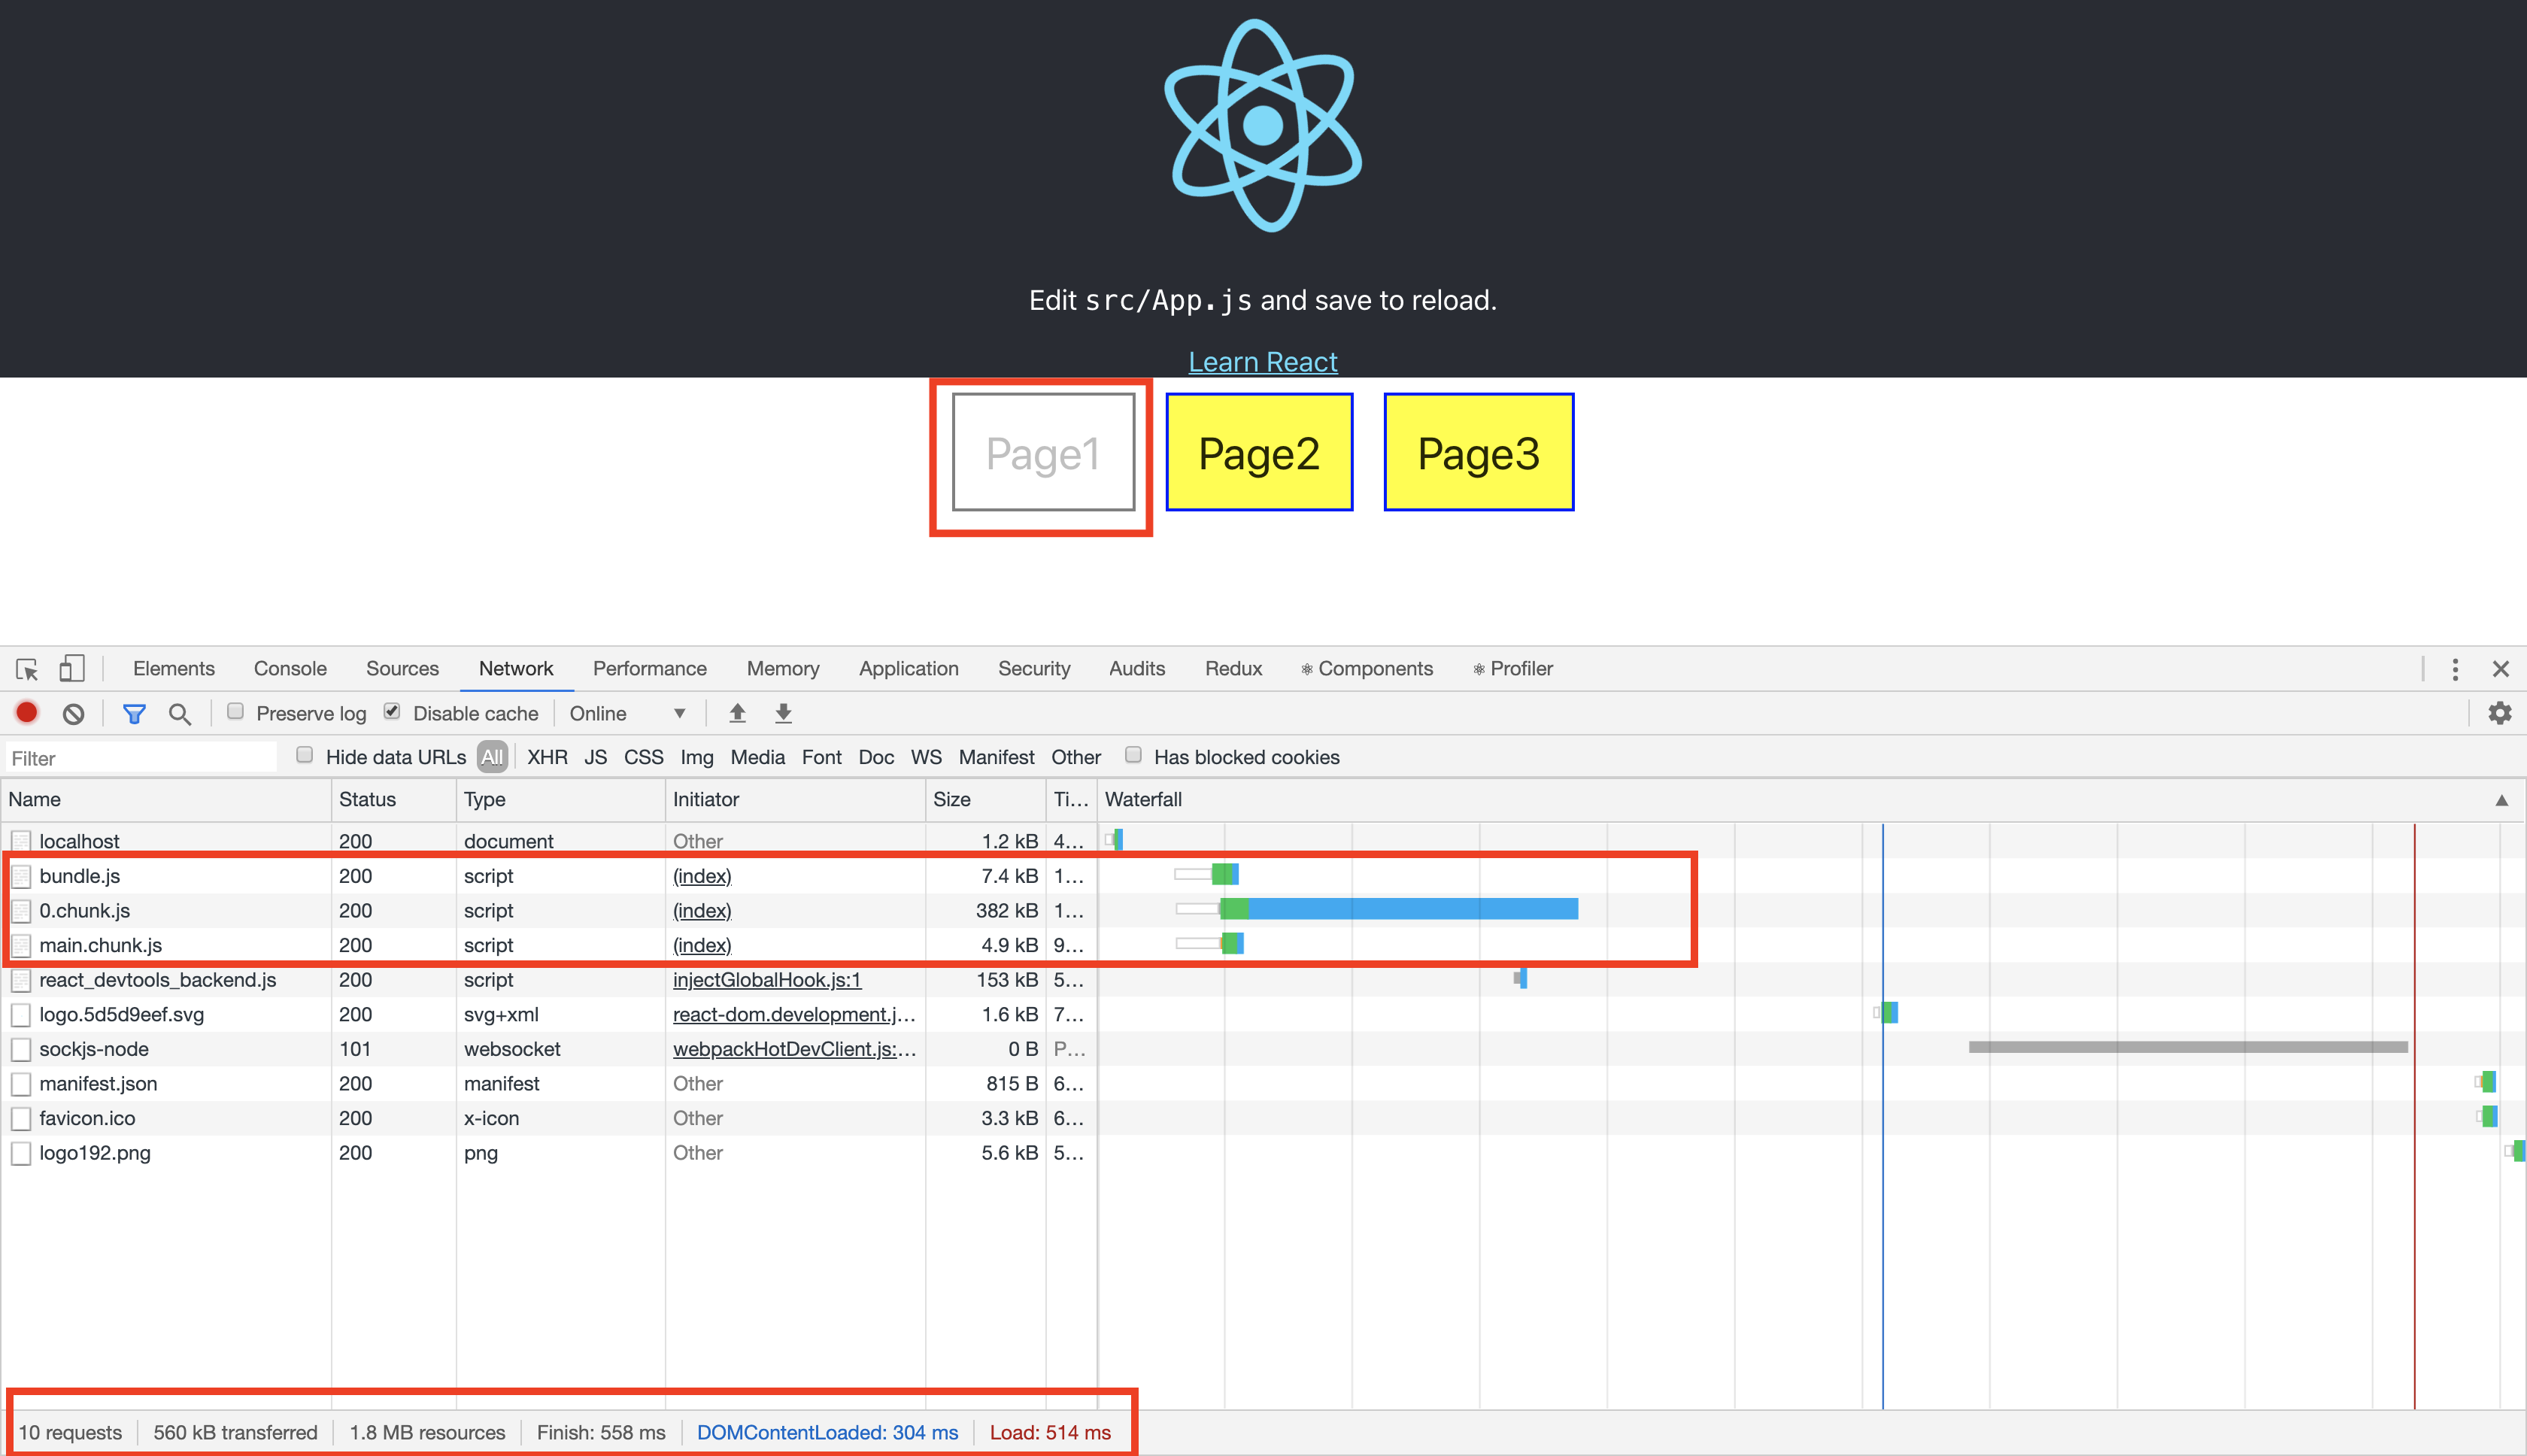 Edit src/App.js and save to reload.
Learn React
Page1 Page2 Page3
Elements Console Sources Network Performance Memory Application Security Audits Redux ⚛ Components ⚛ Profiler
Preserve log Disable cache Online
Filter Hide data URLs All XHR JS CSS Img Media Font Doc WS Manifest Other Has blocked cookies
Name Status Type Initiator Size Ti... Waterfall
localhost 200 document Other 1.2 kB 4...
bundle.js 200 script (index) 7.4 kB 1...
0.chunk.js 200 script (index) 382 kB 1...
main.chunk.js 200 script (index) 4.9 kB 9...
react_devtools_backend.js 200 script injectGlobalHook.js:1 153 kB 5...
logo.5d5d9eef.svg 200 svg+xml react-dom.development.j... 1.6 kB 7...
sockjs-node 101 websocket webpackHotDevClient.js:... 0 B P...
manifest.json 200 manifest Other 815 B 6...
favicon.ico 200 x-icon Other 3.3 kB 6...
logo192.png 200 png Other 5.6 kB 5...
10 requests 560 kB transferred 1.8 MB resources Finish: 558 ms DOMContentLoaded: 304 ms Load: 514 ms